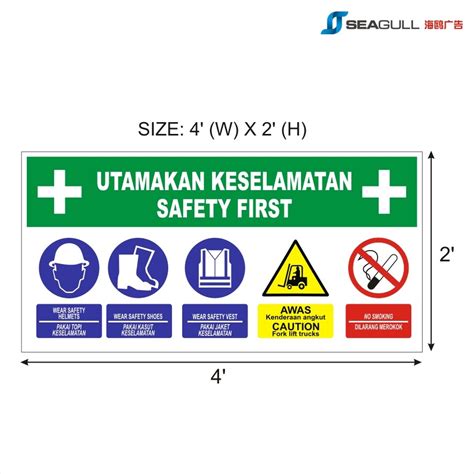 SEAGULL 海鸥广告
SIZE: 4' (W) X 2' (H)
UTAMAKAN KESELAMATAN
SAFETY FIRST
2'
WEAR SAFETY
HELMETS
PAKAI TOPI
KESELAMATAN
WEAR SAFETY SHOES
PAKAI KASUT
KESELAMATAN
WEAR SAFETY VEST
PAKAI JAKET
KESELAMATAN
AWAS
Kenderaan angkut
CAUTION
Fork lift trucks
NO SMOKING
DILARANG MEROKOK
4'